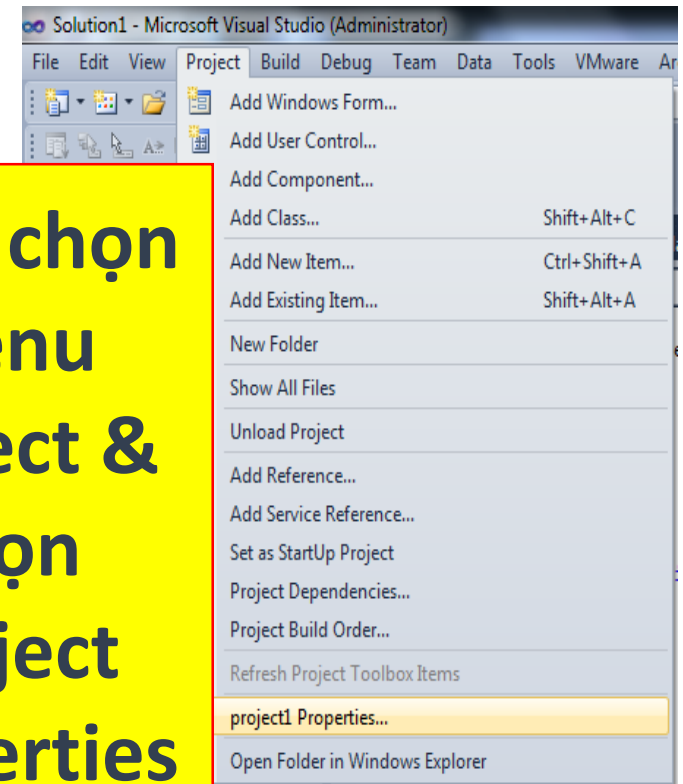 Solution1 - Microsoft Visual Studio (Administrator)
File Edit View Project Build Debug Team Data Tools VMware Ar
Add Windows Form...
Add User Control...
Add Component...
Add Class... Shift+Alt+C
Add New Item... Ctrl+Shift+A
Add Existing Item... Shift+Alt+A
New Folder
Show All Files
Unload Project
Add Reference...
Add Service Reference...
Set as StartUp Project
Project Dependencies...
Project Build Order...
Refresh Project Toolbox Items
project1 Properties...
Open Folder in Windows Explorer
chọn
enu
ect &
ọn
ject
erties